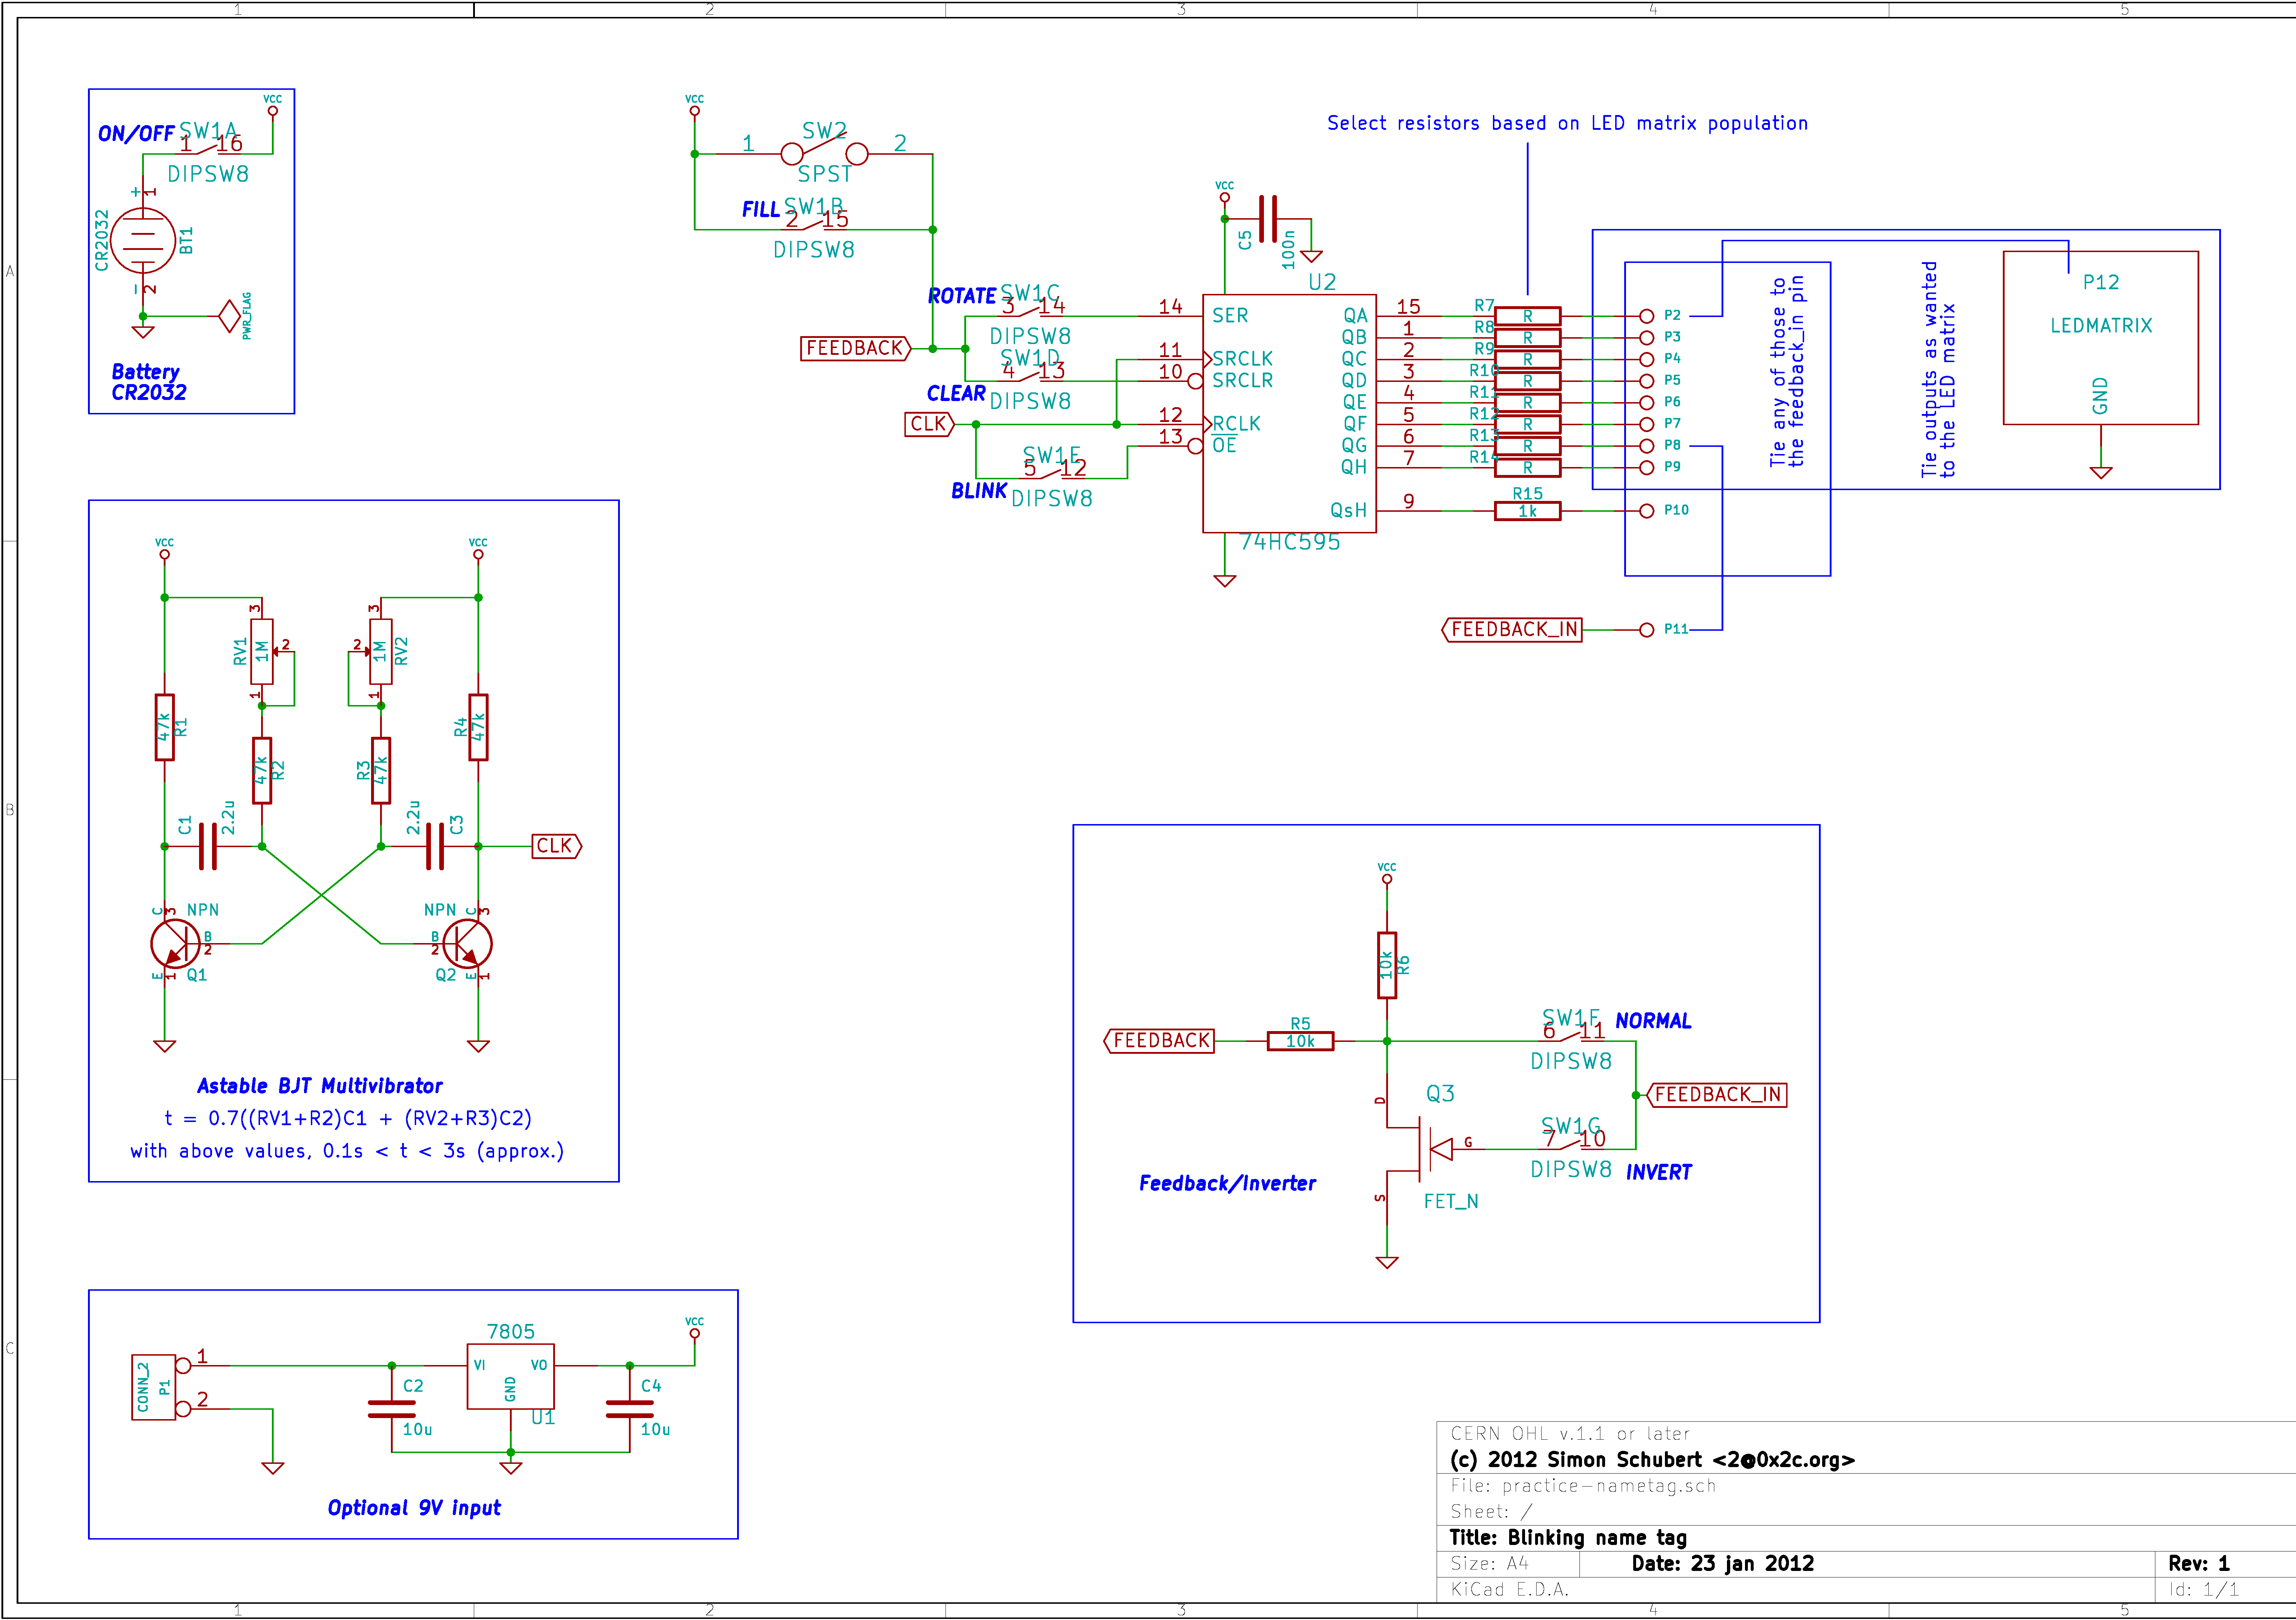 1 2 3 4 5
A
B
C
VCC
ON/OFF
SW1A
1 16
DIPSW8
+ 1
CR2032
BT1
- 2
PWR_FLAG
Battery
CR2032
VCC
1 SW2 2
SPST
FILL SW1B
2 15
DIPSW8
FEEDBACK
ROTATE SW1C
3 14
DIPSW8
SW1D
4 13
CLEAR DIPSW8
CLK
SW1E
5 12
BLINK DIPSW8
VCC
C5
100n
U2
14 SER QA 15
QB 1
11 SRCLK QC 2
10 SRCLR QD 3
QE 4
12 RCLK QF 5
13 OE QG 6
QH 7
QsH 9
74HC595
Select resistors based on LED matrix population
R7 R P2
R8 R P3
R9 R P4
R10 R P5
R11 R P6
R12 R P7
R13 R P8
R14 R P9
R15
1k P10
FEEDBACK_IN P11
Tie any of those to
the feedback_in pin
Tie outputs as wanted
to the LED matrix
P12
LEDMATRIX
GND
VCC VCC
3 3
RV1 1M 2
2 1M RV2
1 1
47k R1
47k R2
R3 47k
R4 47k
C1 2.2u
2.2u C3
CLK
C 3 NPN
B 2
E 1 Q1
NPN C 3
B 2
Q2 E 1
Astable BJT Multivibrator
t = 0.7((RV1+R2)C1 + (RV2+R3)C2)
with above values, 0.1s < t < 3s (approx.)
VCC
10k R6
FEEDBACK
R5
10k
SW1F NORMAL
6 11
DIPSW8
FEEDBACK_IN
Q3
D
G
S
FET_N
SW1G
7 10
DIPSW8 INVERT
Feedback/Inverter
CONN_2
P1
1
2
C2
10u
7805
VI VO
GND
U1
C4
10u
VCC
Optional 9V input
CERN OHL v.1.1 or later
(c) 2012 Simon Schubert <2@0x2c.org>
File: practice-nametag.sch
Sheet: /
Title: Blinking name tag
Size: A4 Date: 23 jan 2012 Rev: 1
KiCad E.D.A. Id: 1/1
1 2 3 4 5